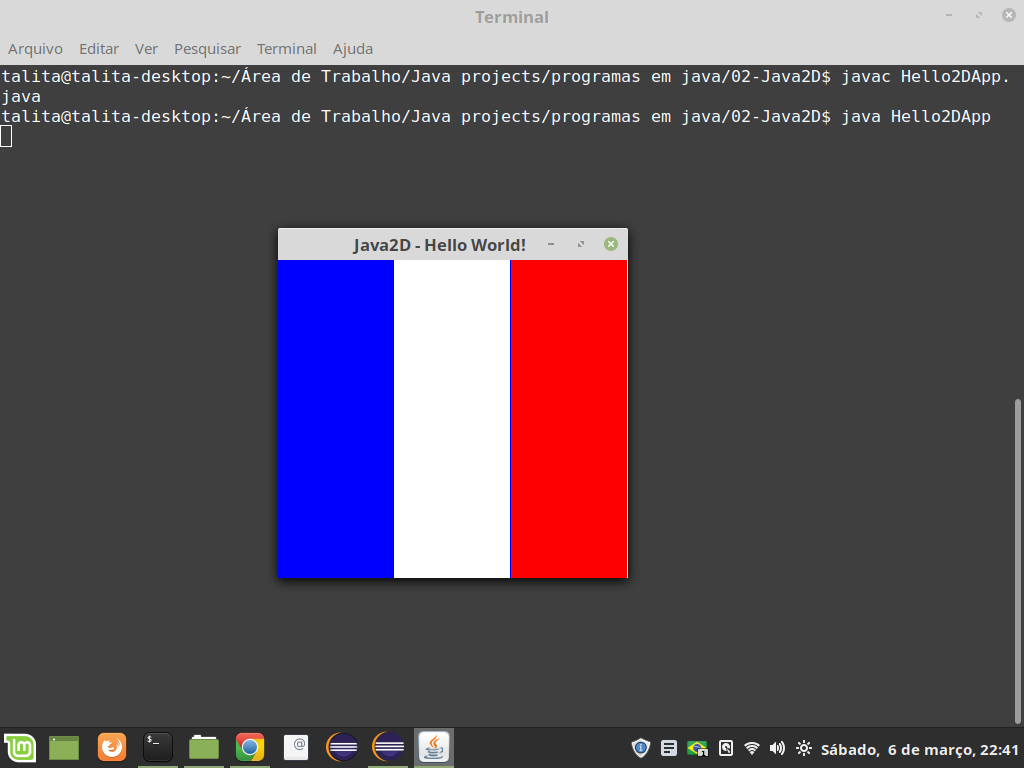 Terminal
Arquivo Editar Ver Pesquisar Terminal Ajuda
talita@talita-desktop:~/Área de Trabalho/Java projects/programas em java/02-Java2D$ javac Hello2DApp.
java
talita@talita-desktop:~/Área de Trabalho/Java projects/programas em java/02-Java2D$ java Hello2DApp
Java2D - Hello World!
Sábado, 6 de março, 22:41